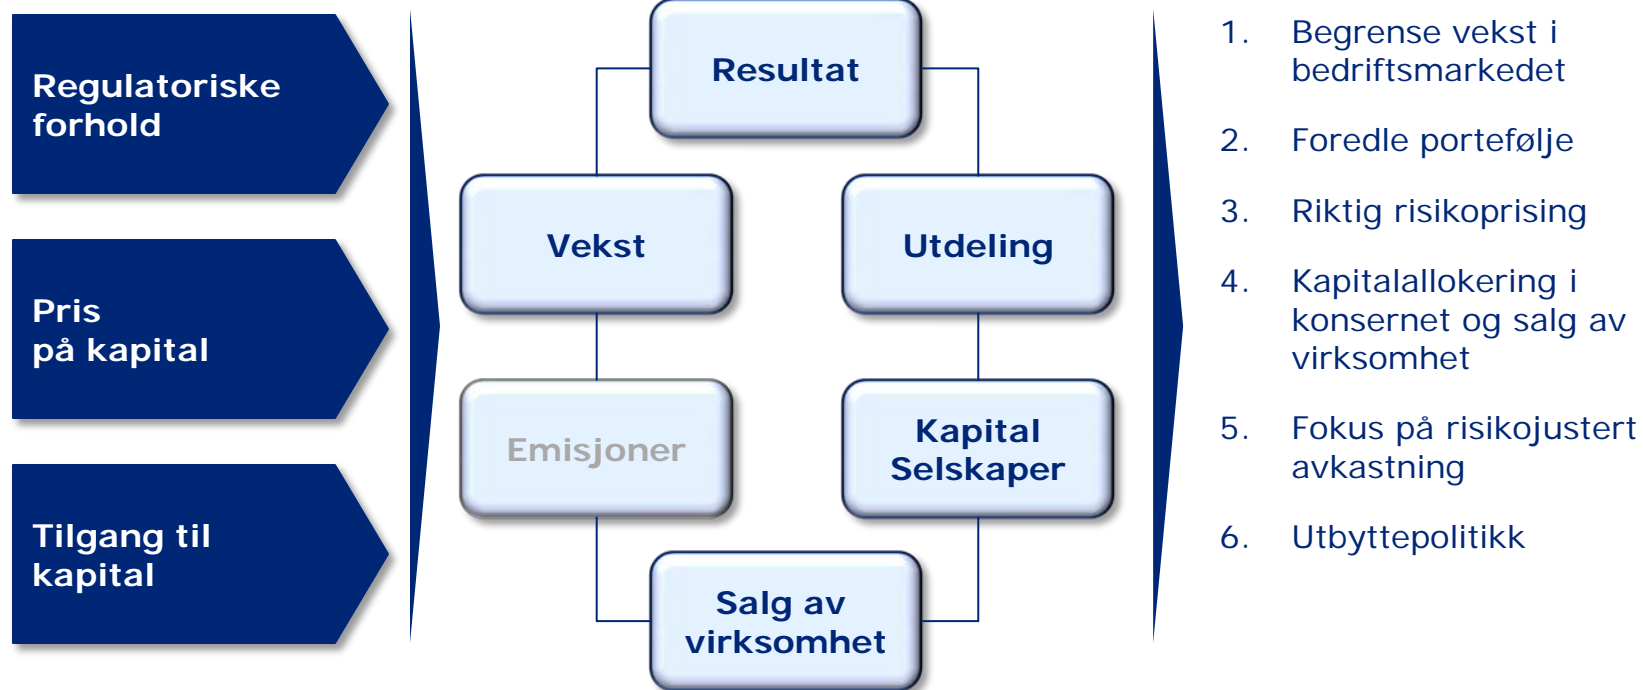 Regulatoriske
forhold
Pris
på kapital
Tilgang til
kapital
Resultat
Vekst
Utdeling
Emisjoner
Kapital
Selskaper
Salg av
virksomhet
1. Begrense vekst i
bedriftsmarkedet
2. Foredle portefølje
3. Riktig risikoprising
4. Kapitalallokering i
konsernet og salg av
virksomhet
5. Fokus på risikojustert
avkastning
6. Utbyttepolitikk